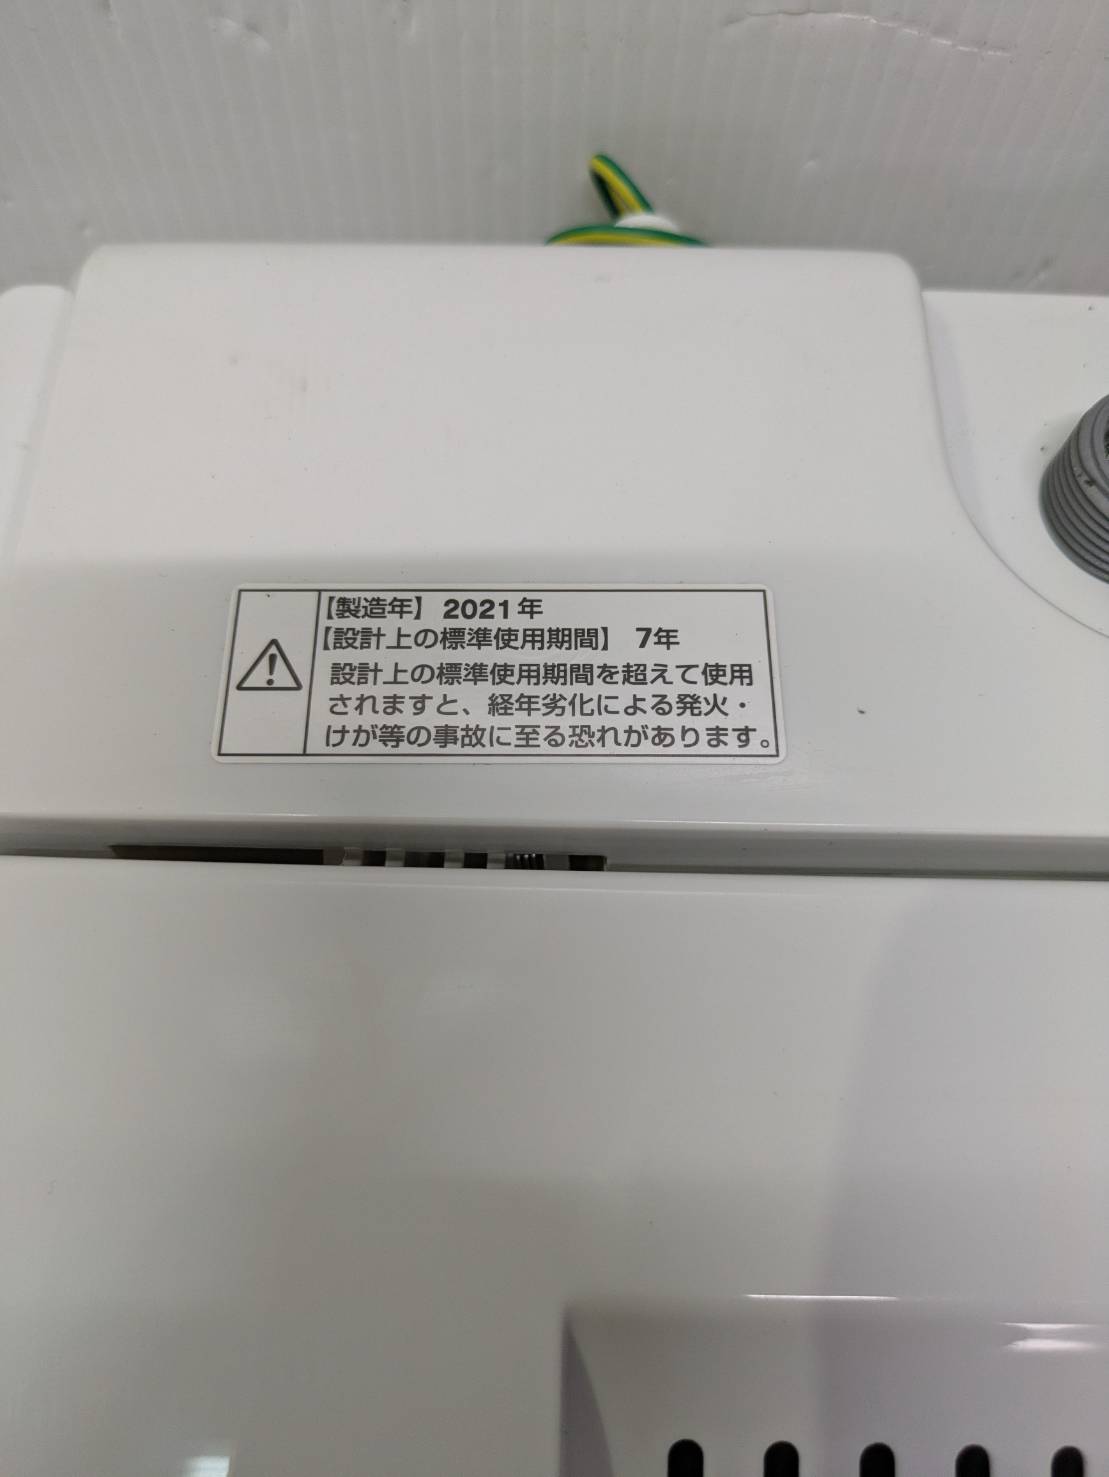 【製造年】 2021年
【設計上の標準使用期間】 7年
設計上の標準使用期間を超えて使用
されますと、経年劣化による発火・
けが等の事故に至る恐れがあります。